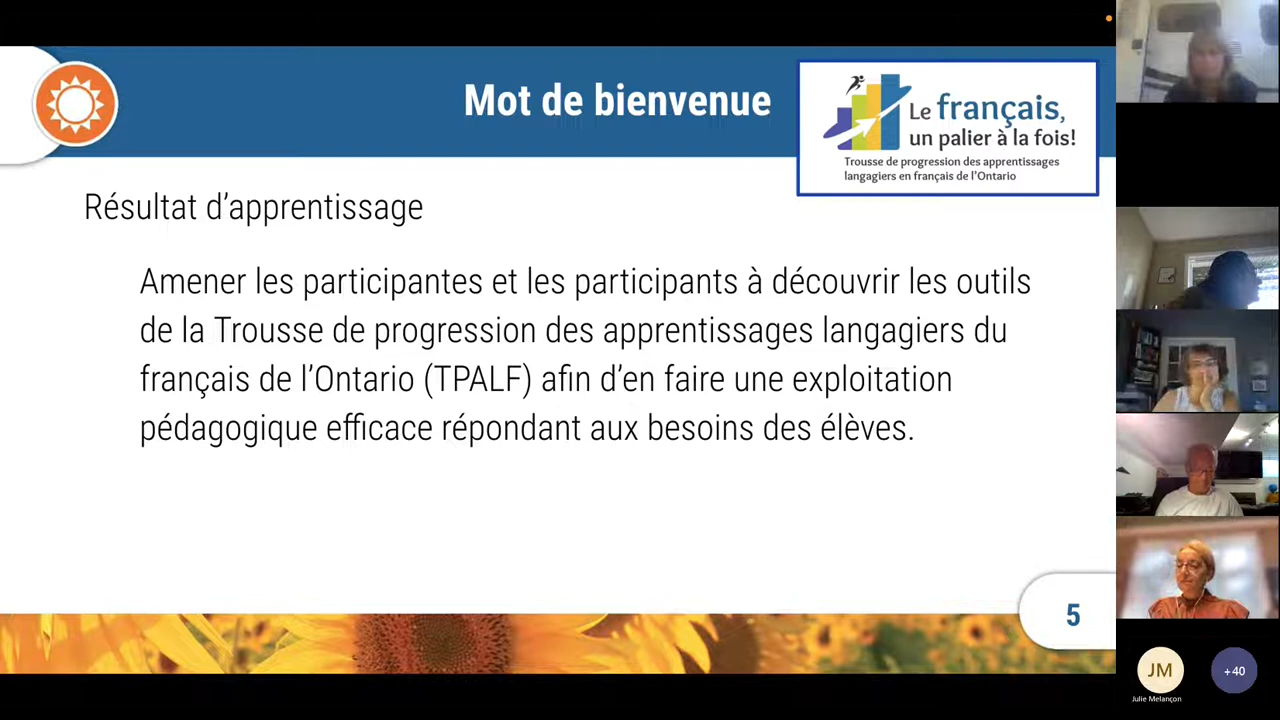 Mot de bienvenue
Le français,
un palier à la fois!
Trousse de progression des apprentissages
langagiers en français de l'Ontario
Résultat d'apprentissage
Amener les participantes et les participants à découvrir les outils
de la Trousse de progression des apprentissages langagiers du
français de l'Ontario (TPALF) afin d'en faire une exploitation
pédagogique efficace répondant aux besoins des élèves.
5
JM
Julie Melançon
+40